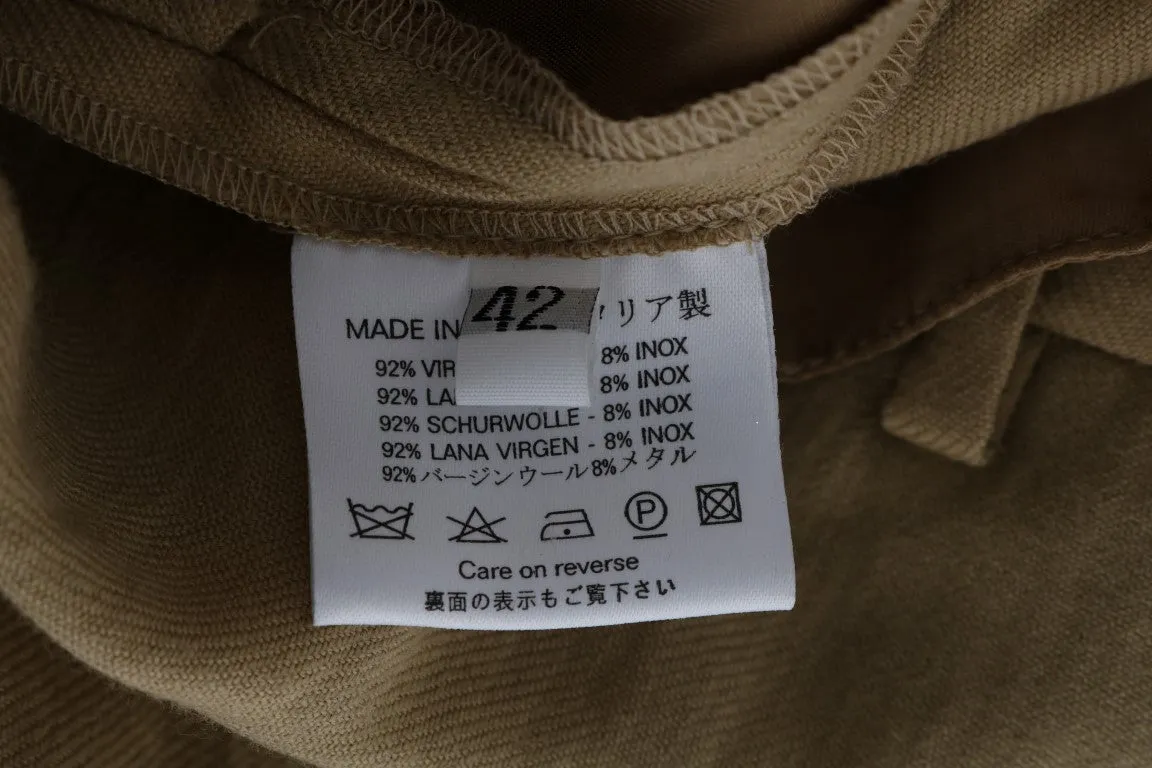 42
MADE IN
リア製
92% 8% INOX
92% 8% INOX
92% SCHURWOLLE - 8% INOX
92% LANA VIRGEN - 8% INOX
92%バージンウール8%メタル
P
Care on reverse
裏面の表示もご覧下さい